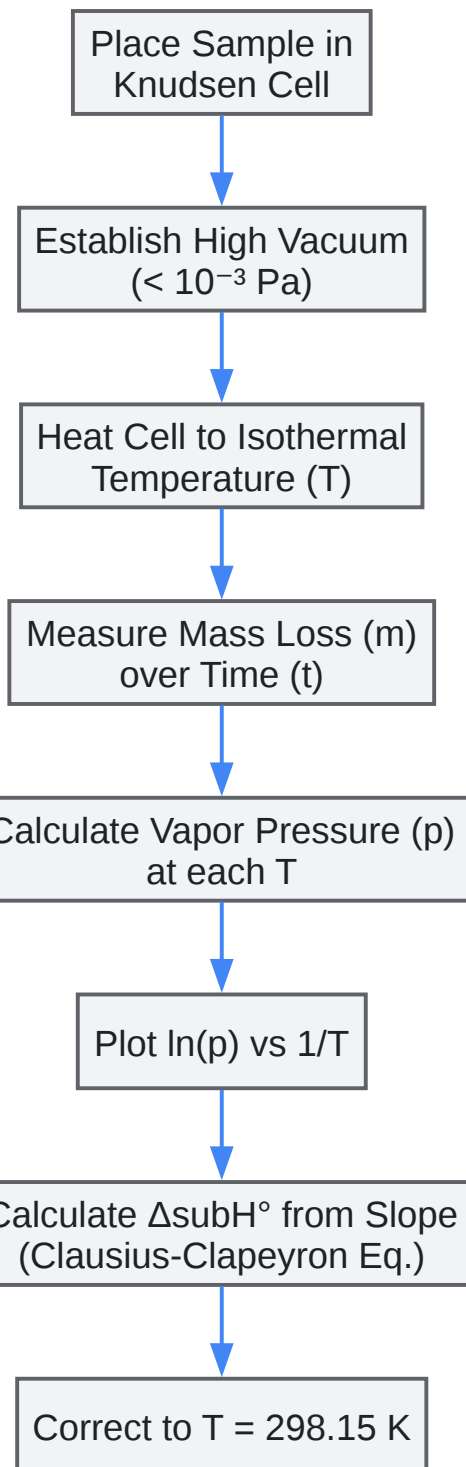 Place Sample in
Knudsen Cell
Establish High Vacuum
(< 10⁻³ Pa)
Heat Cell to Isothermal
Temperature (T)
Measure Mass Loss (m)
over Time (t)
Calculate Vapor Pressure (p)
at each T
Plot ln(p) vs 1/T
Calculate ΔsubH° from Slope
(Clausius-Clapeyron Eq.)
Correct to T = 298.15 K